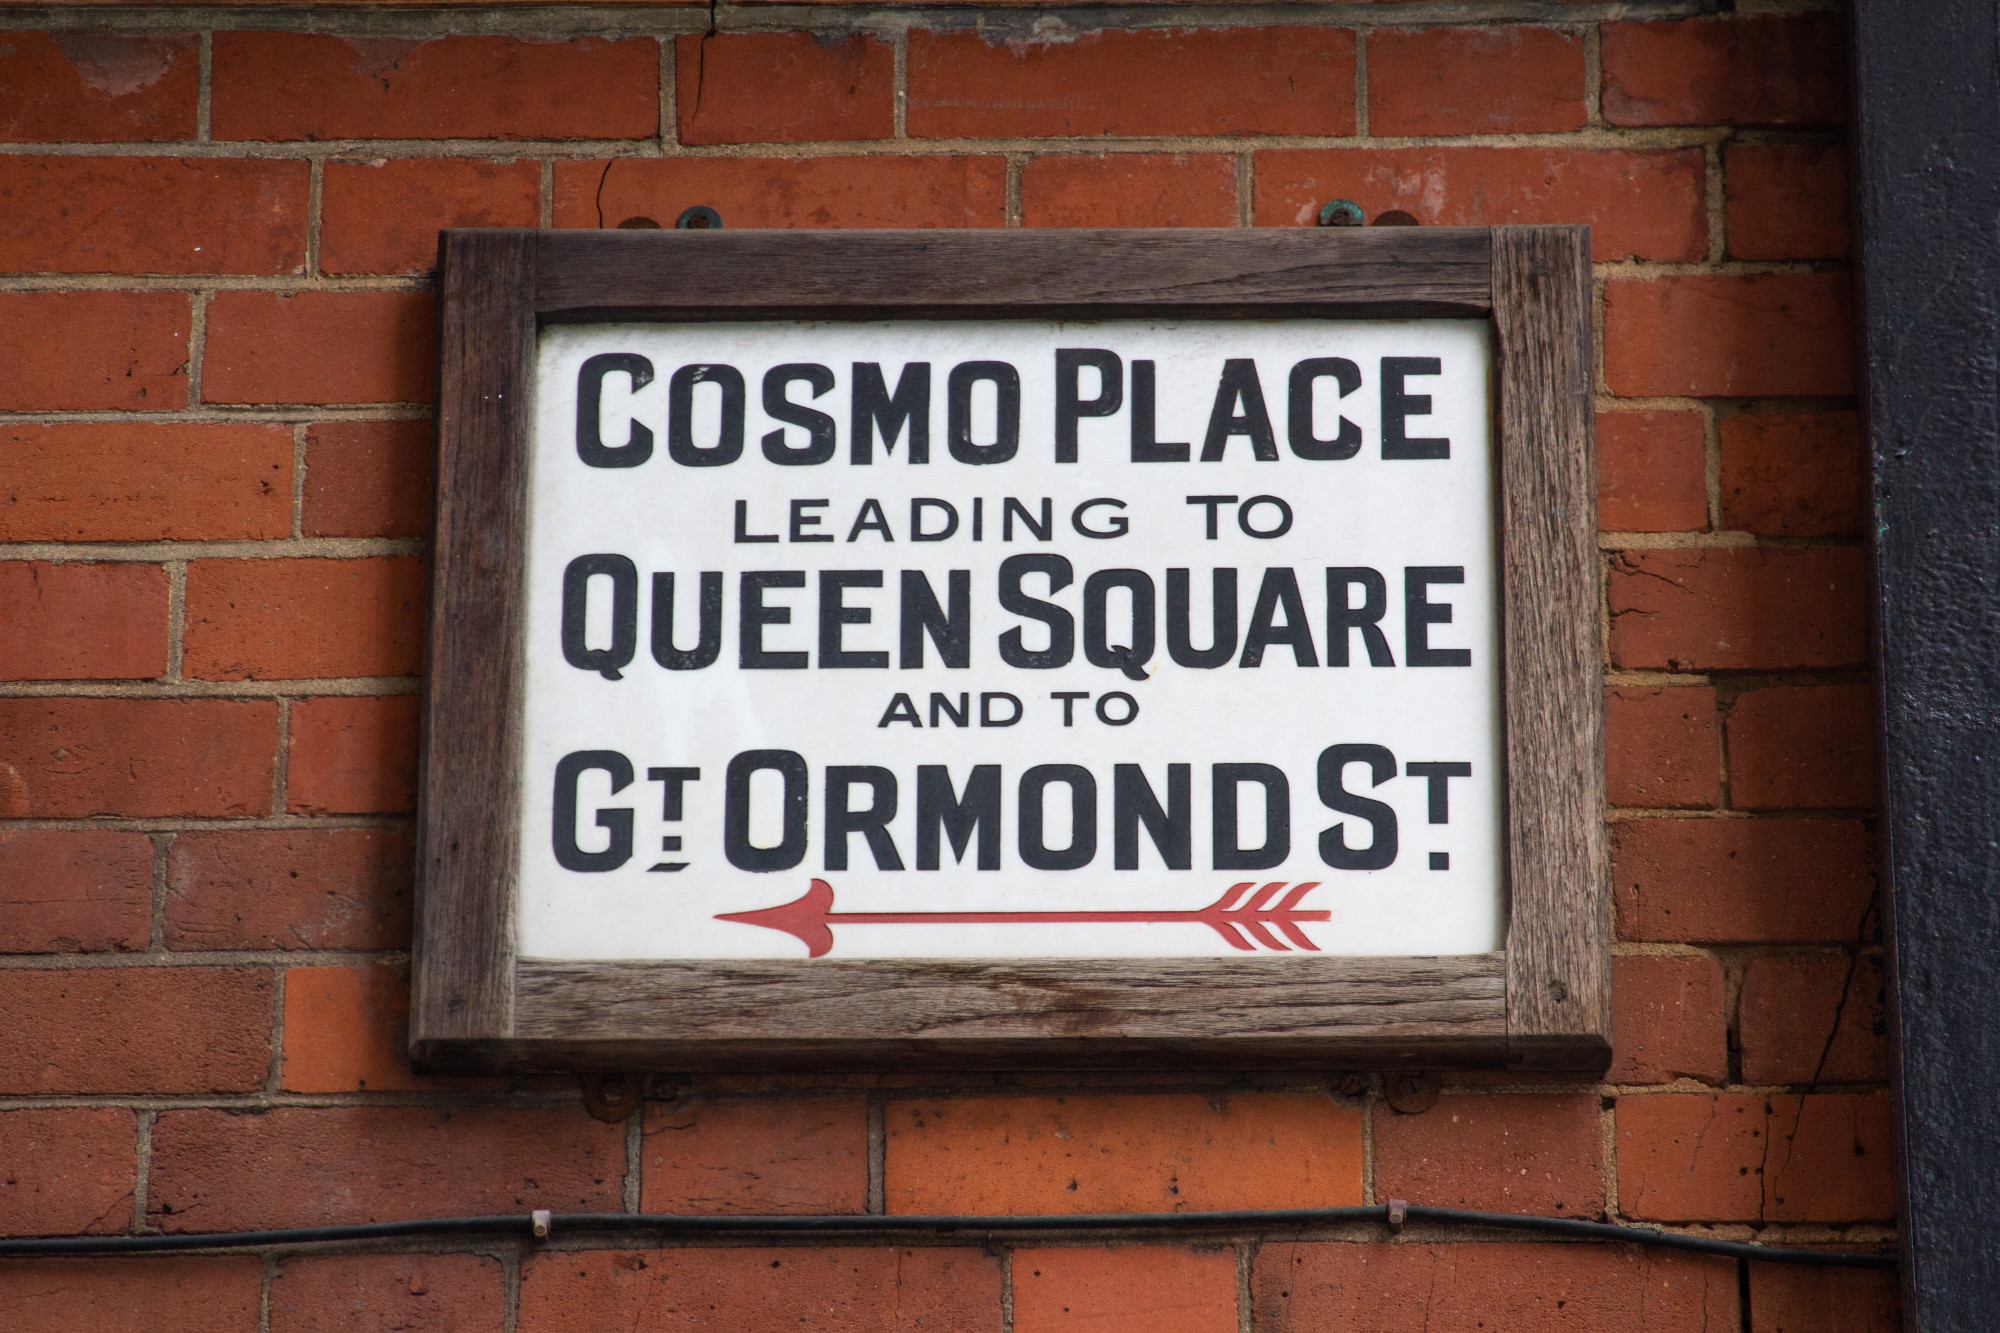 COSMO PLACE
LEADING TO
QUEEN SQUARE
AND TO
GT. ORMOND ST.